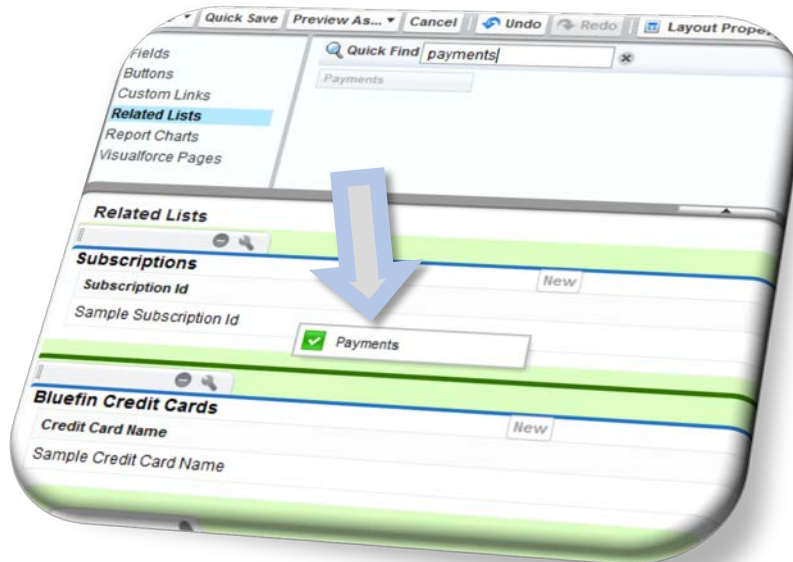 Quick Save Preview As... Cancel Undo Redo Layout Prope
Fields
Buttons
Custom Links
Related Lists
Report Charts
Visualforce Pages
Quick Find payments
Payments
Related Lists
Subscriptions
New
Subscription Id
Sample Subscription Id
Payments
Bluefin Credit Cards
New
Credit Card Name
Sample Credit Card Name